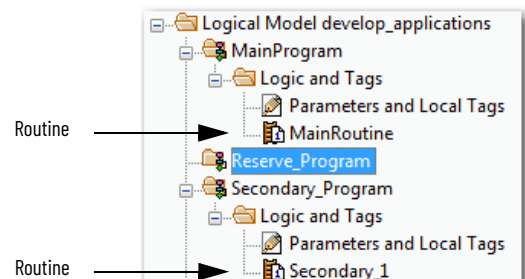 Logical Model develop_applications
MainProgram
Logic and Tags
Parameters and Local Tags
Routine MainRoutine
Reserve_Program
Secondary_Program
Logic and Tags
Parameters and Local Tags
Routine Secondary_1